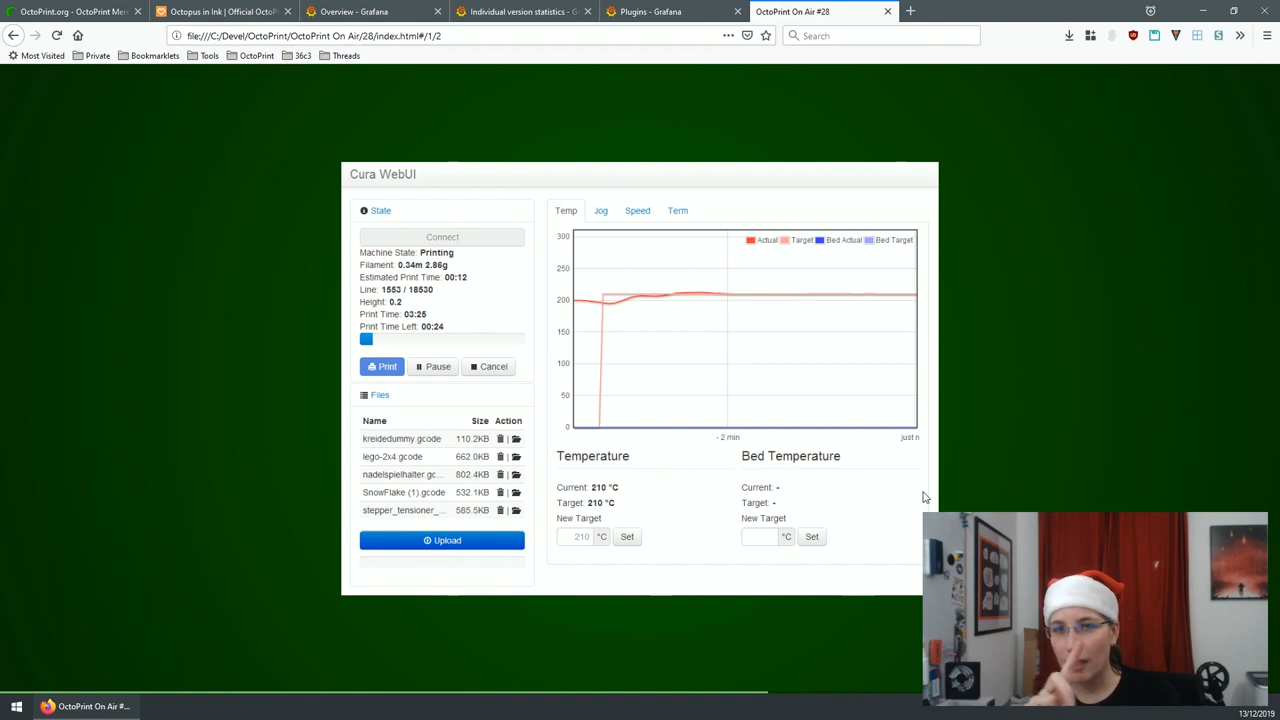 OctoPrint.org - OctoPrint Mer
Octopus in Ink | Official OctoP
Overview - Grafana
Individual version statistics - G
Plugins - Grafana
OctoPrint On Air #28
file:///C:/Devel/OctoPrint/OctoPrint On Air/28/index.html#/1/2
Search
Most Visited
Private
Bookmarklets
Tools
OctoPrint
36c3
Threads
Cura WebUI
State
Connect
Machine State: Printing
Filament: 0.34m 2.86g
Estimated Print Time: 00:12
Line: 1553 / 18530
Height: 0.2
Print Time: 03:25
Print Time Left: 00:24
Print Pause Cancel
Files
Name Size Action
kreidedummy.gcode 110.2KB |
lego-2x4.gcode 662.0KB |
nadelspielhalter.gc... 802.4KB |
SnowFlake (1).gcode 532.1KB |
stepper_tensioner_... 585.5KB |
Upload
Temp Jog Speed Term
Actual Target Bed Actual Bed Target
300
250
200
150
100
50
0
- 2 min just n
Temperature
Current: 210 °C
Target: 210 °C
New Target
210 °C Set
Bed Temperature
Current: -
Target: -
New Target
°C Set
OctoPrint On Air #...
13/12/2019